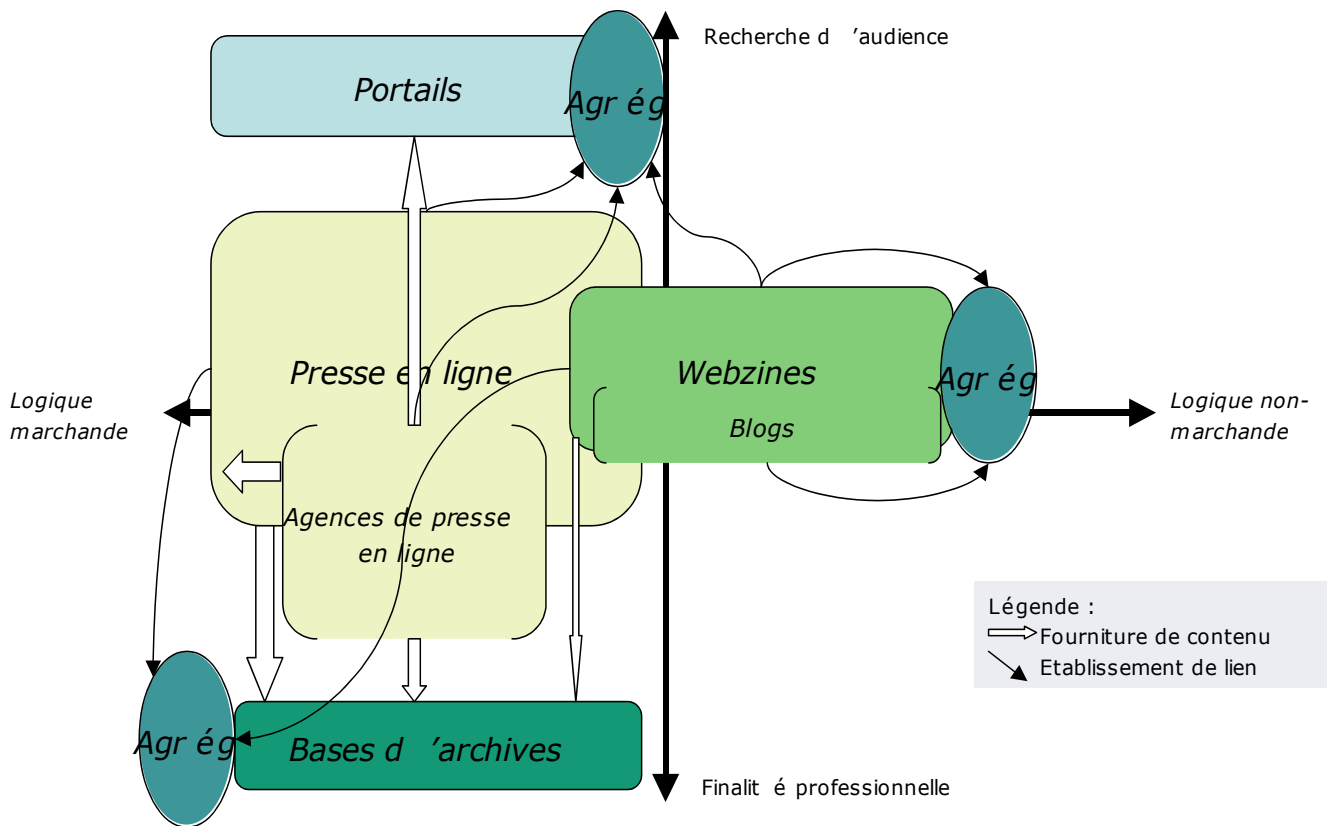 Recherche d ’audience
Portails
Agr ég
Presse en ligne
Webzines
Agr ég
Logique
marchande
Logique non-
marchande
Blogs
Agences de presse
en ligne
Légende :
Fourniture de contenu
Etablissement de lien
Agr ég
Bases d ’archives
Finalit é professionnelle